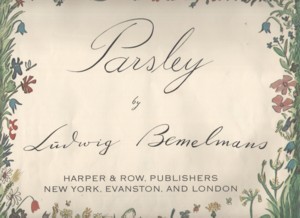 Parsley
by
Ludwig Bemelmans
HARPER & ROW, PUBLISHERS
NEW YORK, EVANSTON, AND LONDON